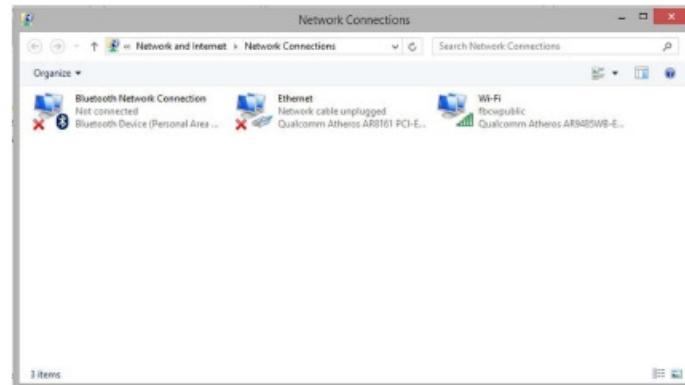 Network Connections
Network and Internet Network Connections
Search Network Connections
Organize
Bluetooth Network Connection
Not connected
Bluetooth Device (Personal Area ...
Ethernet
Network cable unplugged
Qualcomm Atheros AR8161 PCI-E...
Wi-Fi
fbcwpublic
Qualcomm Atheros AR9485WB-E...
3 items